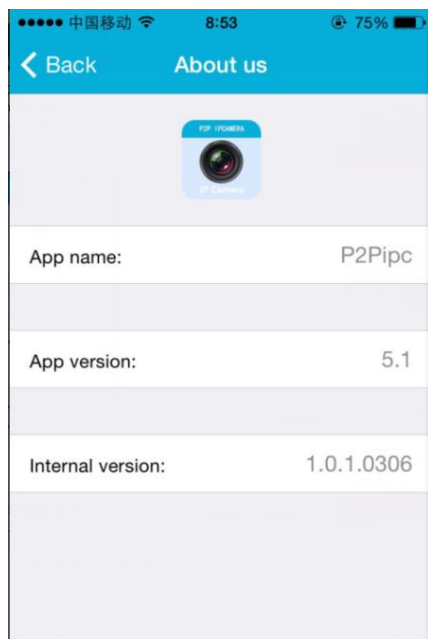 中国移动 8:53 75%
Back About us
P2P IPCAMERA
IP Camera
App name: P2Pipc
App version: 5.1
Internal version: 1.0.1.0306